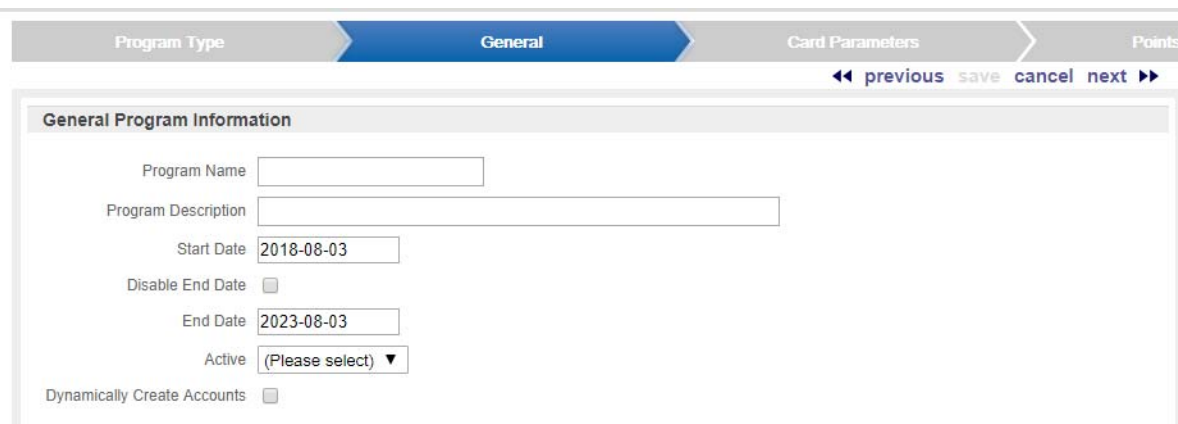 Program Type General Card Parameters Points
previous save cancel next
General Program Information
Program Name
Program Description
Start Date 2018-08-03
Disable End Date
End Date 2023-08-03
Active (Please select)
Dynamically Create Accounts